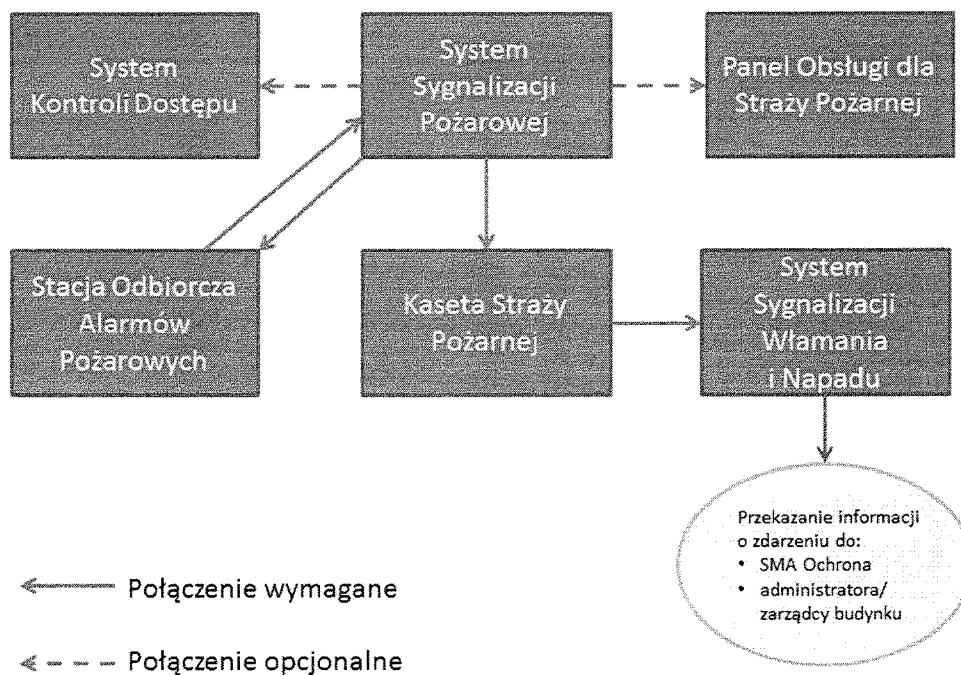 System
Kontroli Dostępu
System
Sygnalizacji
Pożarowej
Panel Obsługi dla
Straży Pożarnej
Stacja Odbiorcza
Alarmów
Pożarowych
Kaseta Straży
Pożarnej
System
Sygnalizacji
Włamania
i Napadu
Przekazanie informacji
o zdarzeniu do:
• SMA Ochrona
• administratora/
zarządcy budynku
Połączenie wymagane
Połączenie opcjonalne